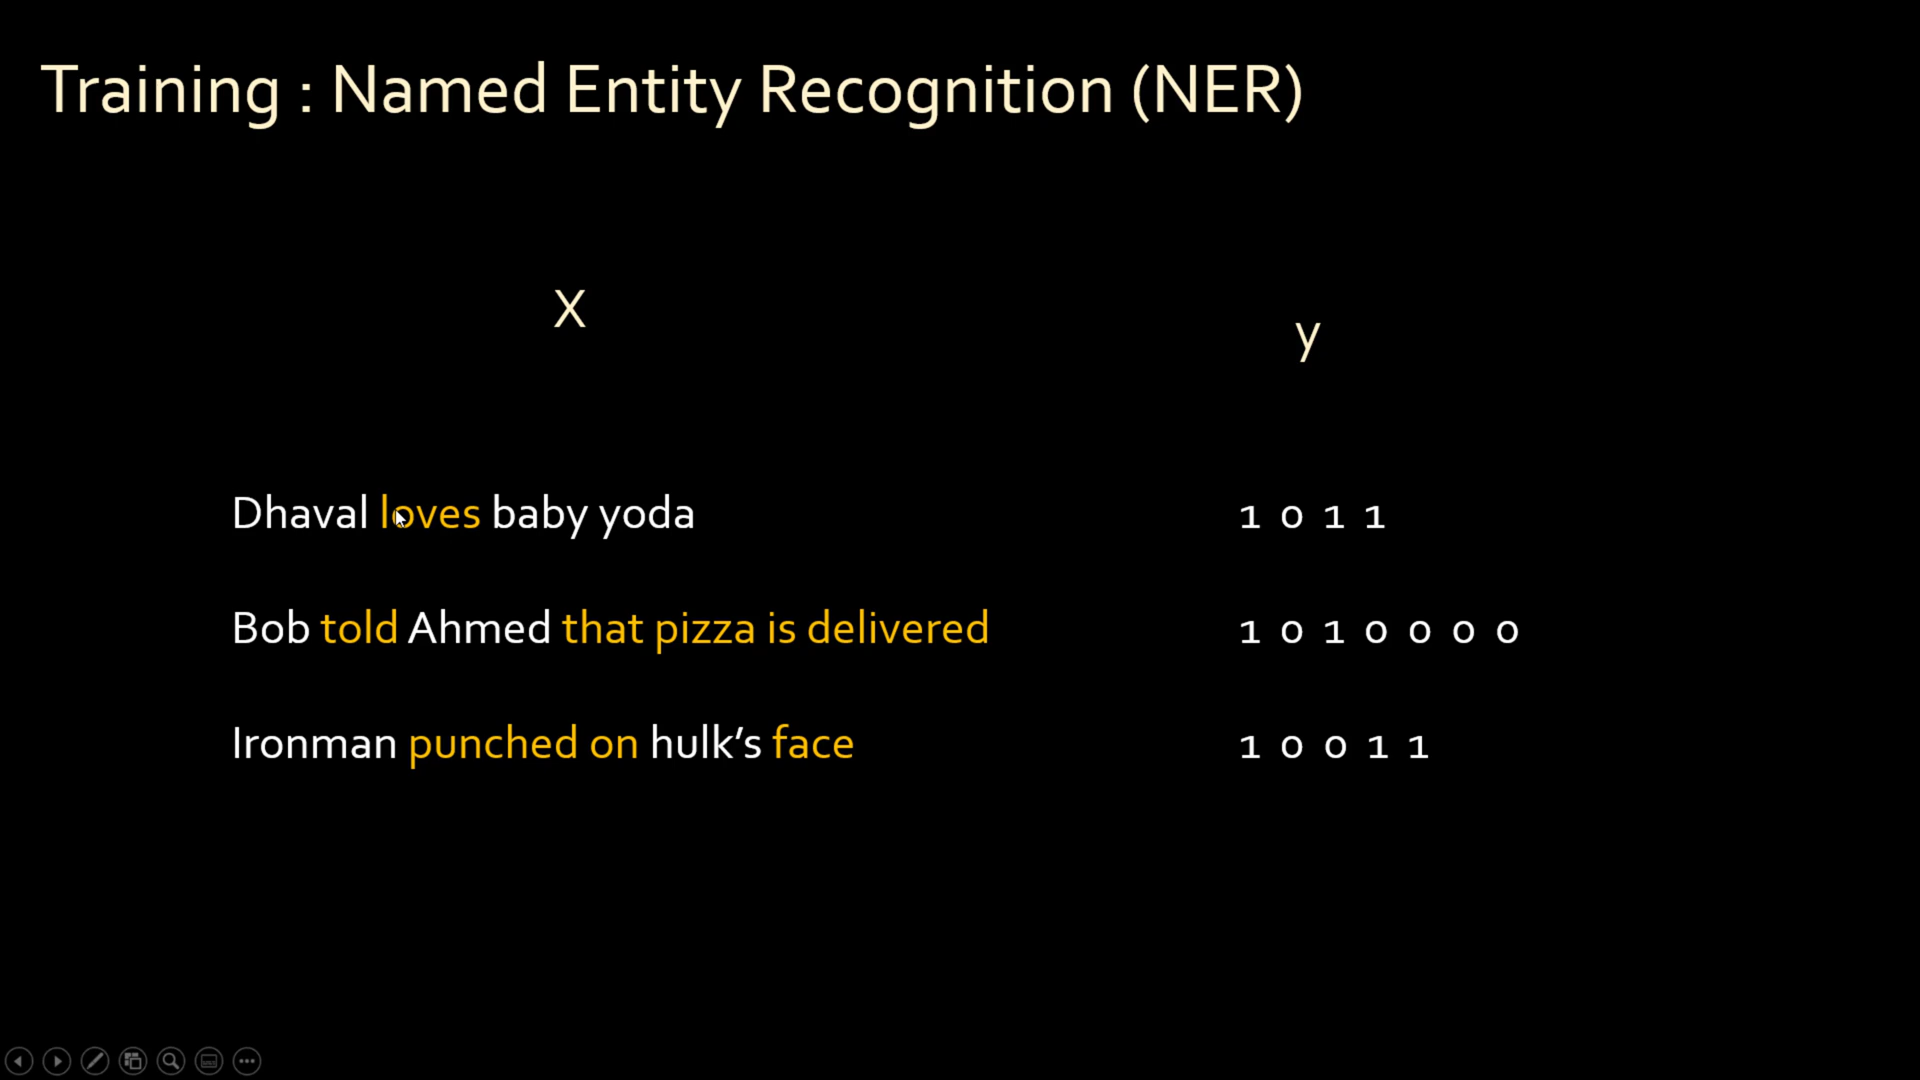 Training : Named Entity Recognition (NER)
X
y
Dhaval loves baby yoda
1 0 1 1
Bob told Ahmed that pizza is delivered
1 0 1 0 0 0 0
Ironman punched on hulk’s face
1 0 0 1 1